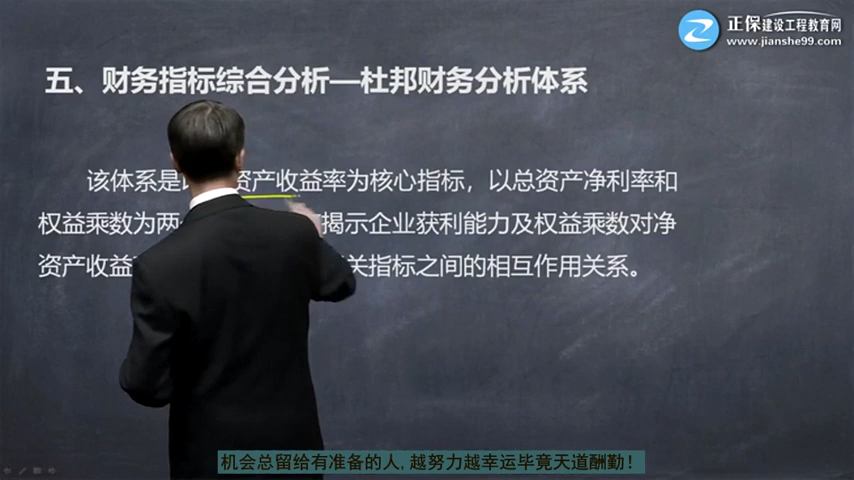 正保建设工程教育网
www.jianshe99.com
五、财务指标综合分析—杜邦财务分析体系
该体系是 资产收益率为核心指标，以总资产净利率和
权益乘数为两 揭示企业获利能力及权益乘数对净
资产收益 关指标之间的相互作用关系。
机会总留给有准备的人,越努力越幸运毕竟天道酬勤！